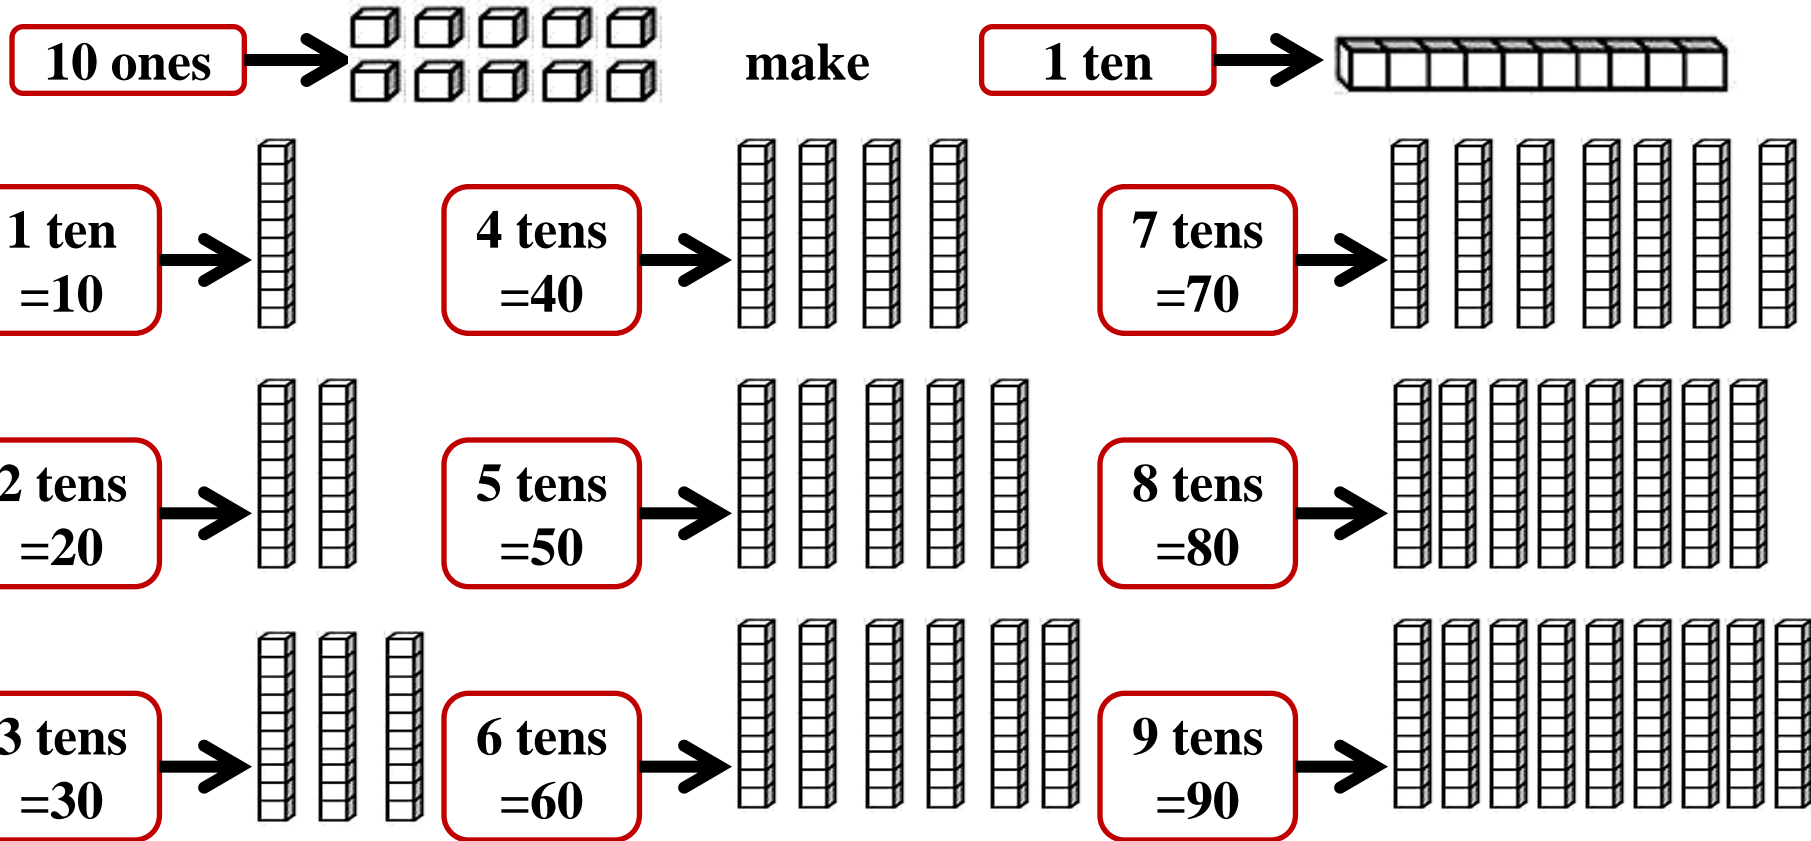 10 ones
make
1 ten
1 ten
=10
4 tens
=40
7 tens
=70
2 tens
=20
5 tens
=50
8 tens
=80
3 tens
=30
6 tens
=60
9 tens
=90